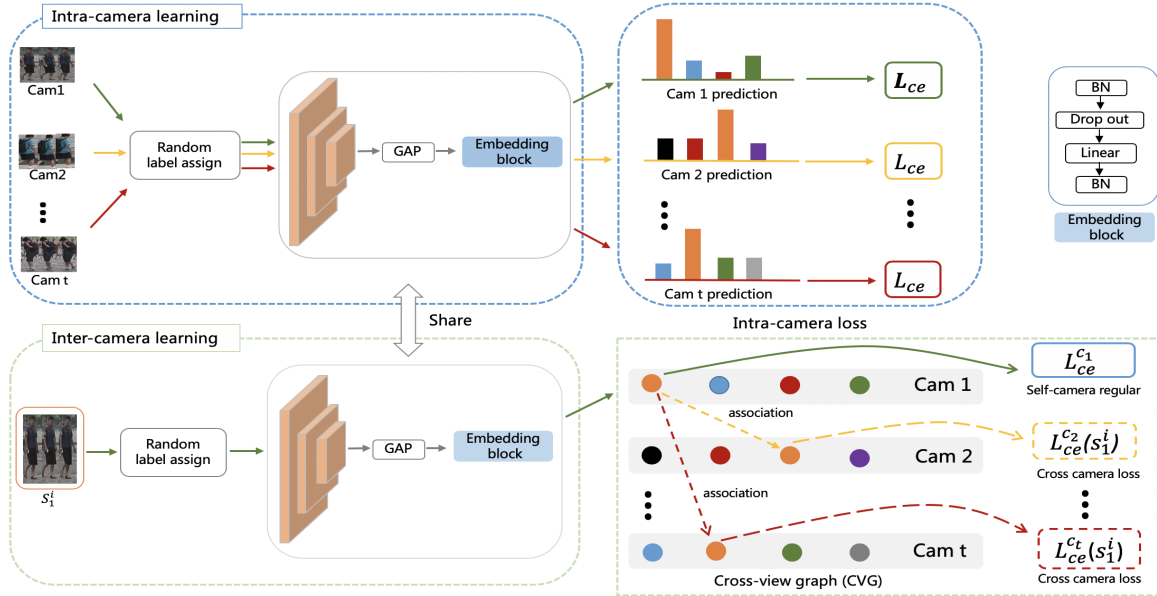 Intra-camera learning
Cam1
Cam2
Cam t
Random
label assign
GAP
Embedding
block
Cam 1 prediction
L_ce
Cam 2 prediction
L_ce
Cam t prediction
L_ce
Intra-camera loss
BN
Drop out
Linear
BN
Embedding
block
Share
Inter-camera learning
S_1^i
Random
label assign
GAP
Embedding
block
Cam 1
association
Cam 2
association
Cam t
Cross-view graph (CVG)
L_ce^{c_1}
Self-camera regular
L_ce^{c_2}(s_1^i)
Cross camera loss
L_ce^{c_t}(s_1^i)
Cross camera loss